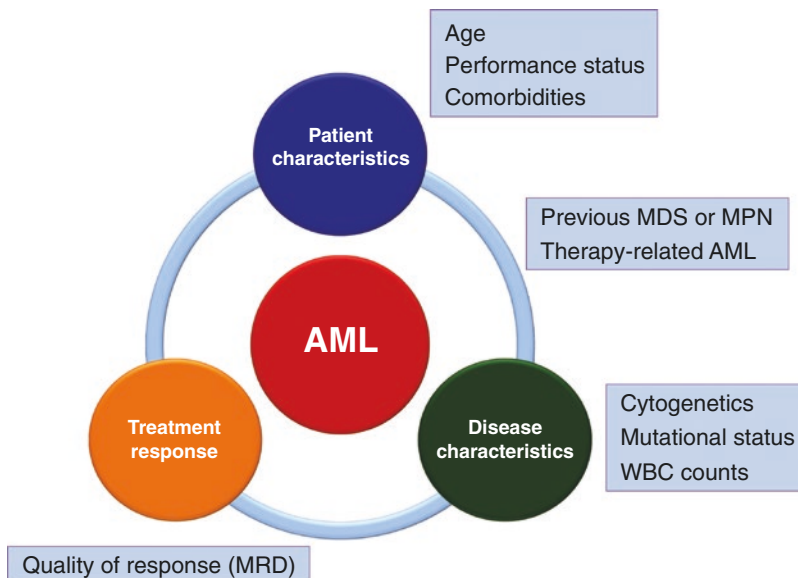 Age
Performance status
Comorbidities
Patient
characteristics
Previous MDS or MPN
Therapy-related AML
AML
Treatment
response
Disease
characteristics
Cytogenetics
Mutational status
WBC counts
Quality of response (MRD)